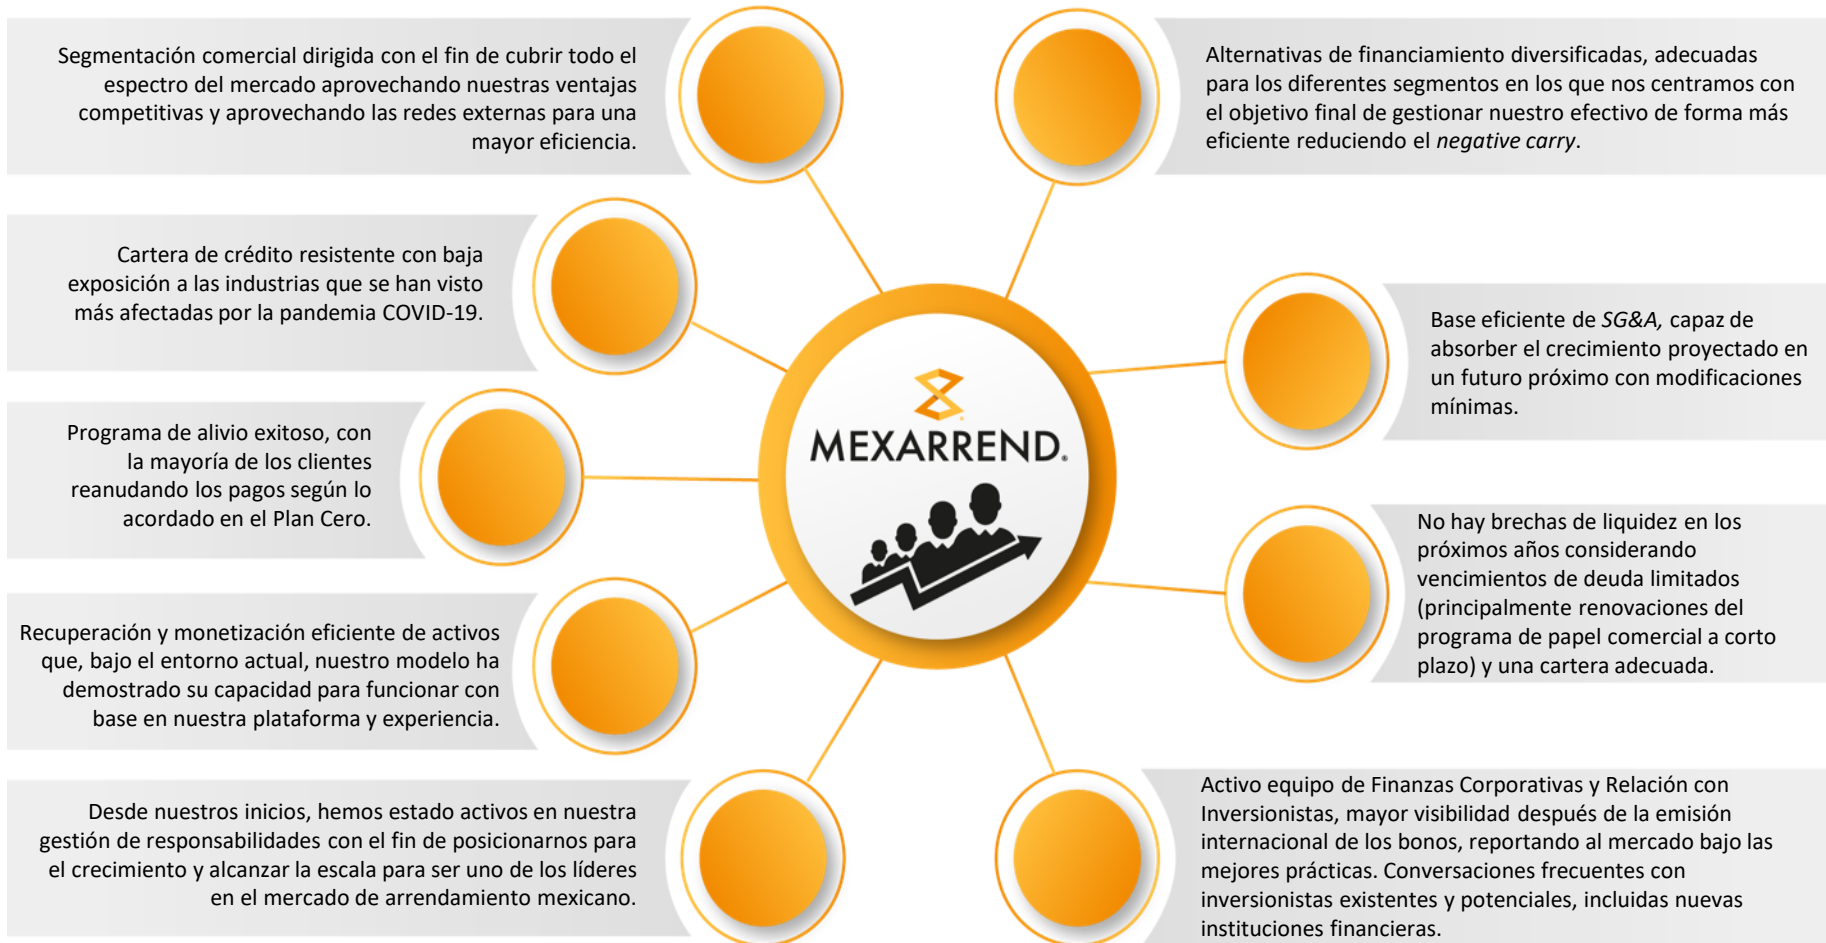 Segmentación comercial dirigida con el fin de cubrir todo el
espectro del mercado aprovechando nuestras ventajas
competitivas y aprovechando las redes externas para una
mayor eficiencia.
Cartera de crédito resistente con baja
exposición a las industrias que se han visto
más afectadas por la pandemia COVID-19.
Programa de alivio exitoso, con
la mayoría de los clientes
reanudando los pagos según lo
acordado en el Plan Cero.
Recuperación y monetización eficiente de activos
que, bajo el entorno actual, nuestro modelo ha
demostrado su capacidad para funcionar con
base en nuestra plataforma y experiencia.
Desde nuestros inicios, hemos estado activos en nuestra
gestión de responsabilidades con el fin de posicionarnos para
el crecimiento y alcanzar la escala para ser uno de los líderes
en el mercado de arrendamiento mexicano.
MEXARREND®
Alternativas de financiamiento diversificadas, adecuadas
para los diferentes segmentos en los que nos centramos con
el objetivo final de gestionar nuestro efectivo de forma más
eficiente reduciendo el negative carry.
Base eficiente de SG&A, capaz de
absorber el crecimiento proyectado en
un futuro próximo con modificaciones
mínimas.
No hay brechas de liquidez en los
próximos años considerando
vencimientos de deuda limitados
(principalmente renovaciones del
programa de papel comercial a corto
plazo) y una cartera adecuada.
Activo equipo de Finanzas Corporativas y Relación con
Inversionistas, mayor visibilidad después de la emisión
internacional de los bonos, reportando al mercado bajo las
mejores prácticas. Conversaciones frecuentes con
inversionistas existentes y potenciales, incluidas nuevas
instituciones financieras.